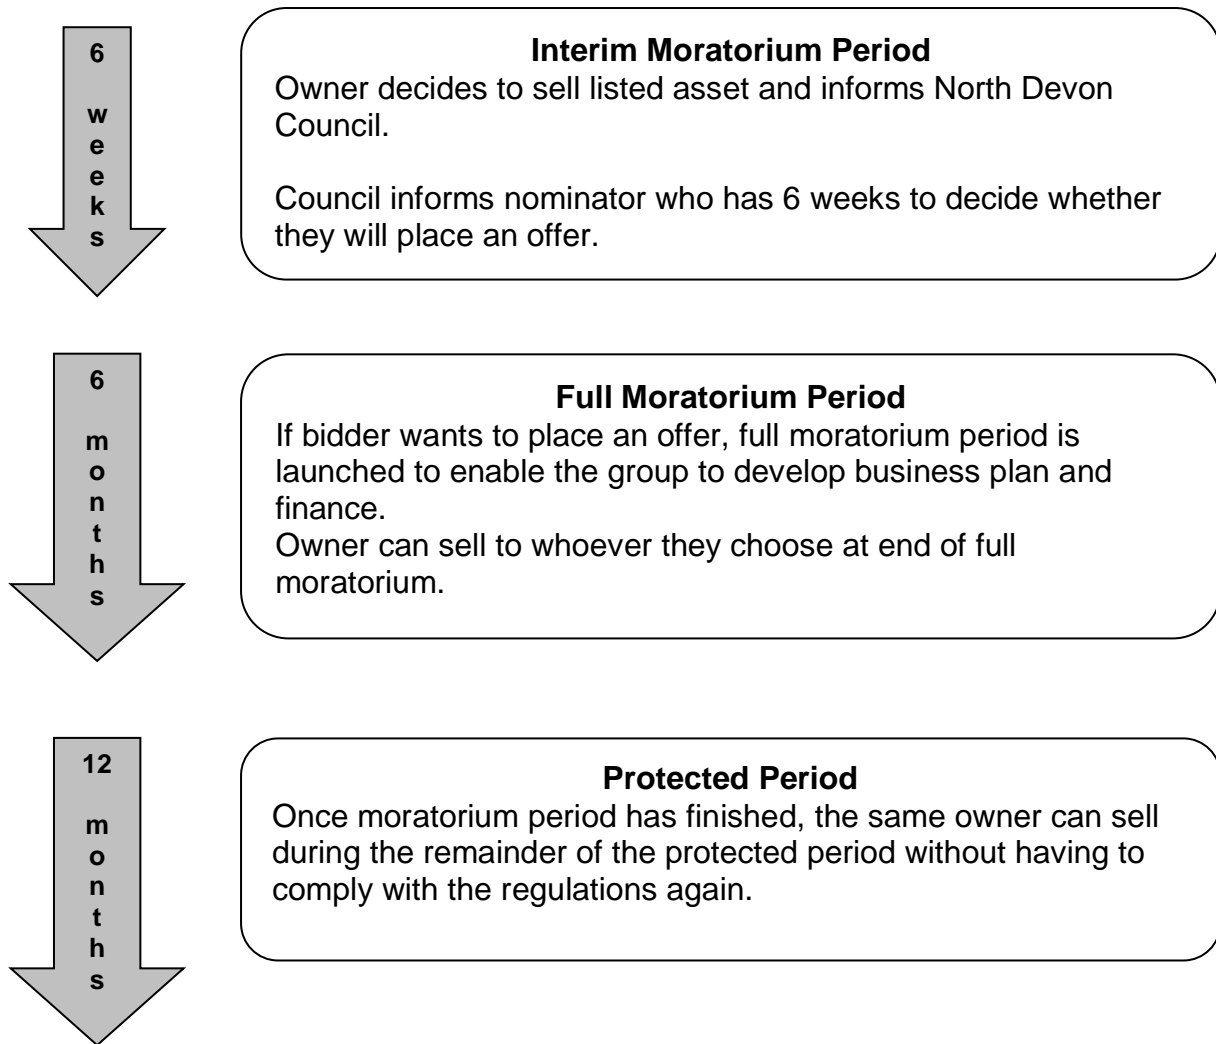 6
weeks
Interim Moratorium Period
Owner decides to sell listed asset and informs North Devon
Council.
Council informs nominator who has 6 weeks to decide whether
they will place an offer.
6
months
Full Moratorium Period
If bidder wants to place an offer, full moratorium period is
launched to enable the group to develop business plan and
finance.
Owner can sell to whoever they choose at end of full
moratorium.
12
months
Protected Period
Once moratorium period has finished, the same owner can sell
during the remainder of the protected period without having to
comply with the regulations again.